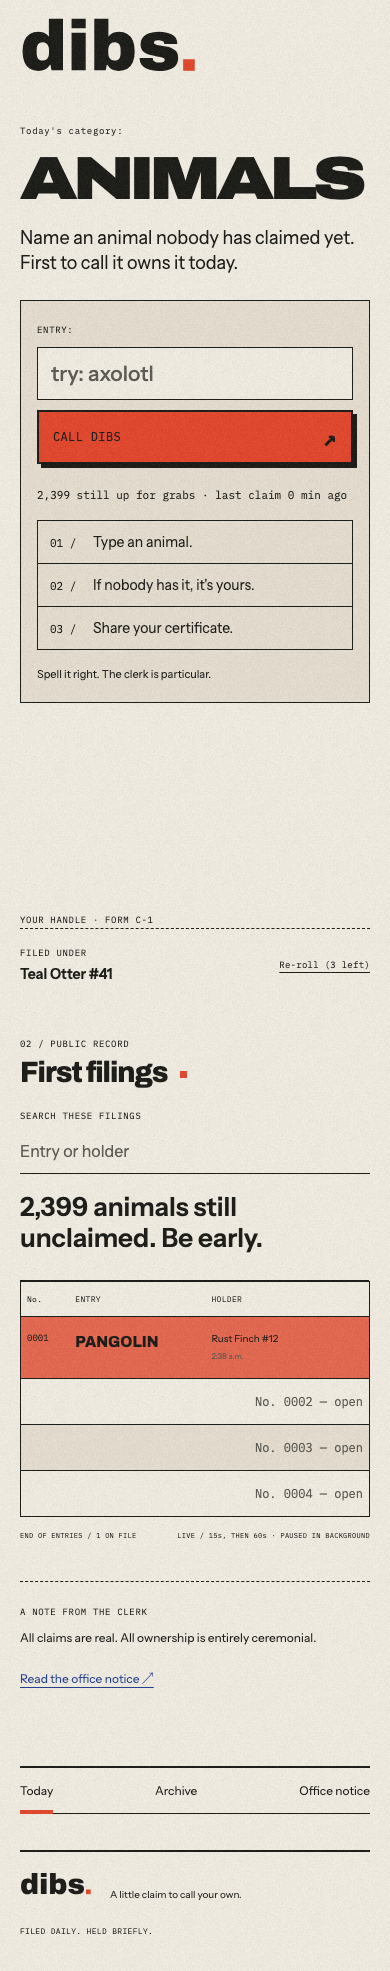 dibs.
Today's category:
ANIMALS
Name an animal nobody has claimed yet.
First to call it owns it today.
ENTRY:
try: axolotl
CALL DIBS ↗
2,399 still up for grabs · last claim 0 min ago
01 / Type an animal.
02 / If nobody has it, it's yours.
03 / Share your certificate.
Spell it right. The clerk is particular.
YOUR HANDLE · FORM C-1
FILED UNDER
Teal Otter #41
Re-roll (3 left)
02 / PUBLIC RECORD
First filings
SEARCH THESE FILINGS
Entry or holder
2,399 animals still
unclaimed. Be early.
No. ENTRY HOLDER
0001 PANGOLIN Rust Finch #12
2:38 a.m.
No. 0002 — open
No. 0003 — open
No. 0004 — open
END OF ENTRIES / 1 ON FILE LIVE / 15s, THEN 60s · PAUSED IN BACKGROUND
A NOTE FROM THE CLERK
All claims are real. All ownership is entirely ceremonial.
Read the office notice ↗
Today Archive Office notice
dibs. A little claim to call your own.
FILED DAILY. HELD BRIEFLY.